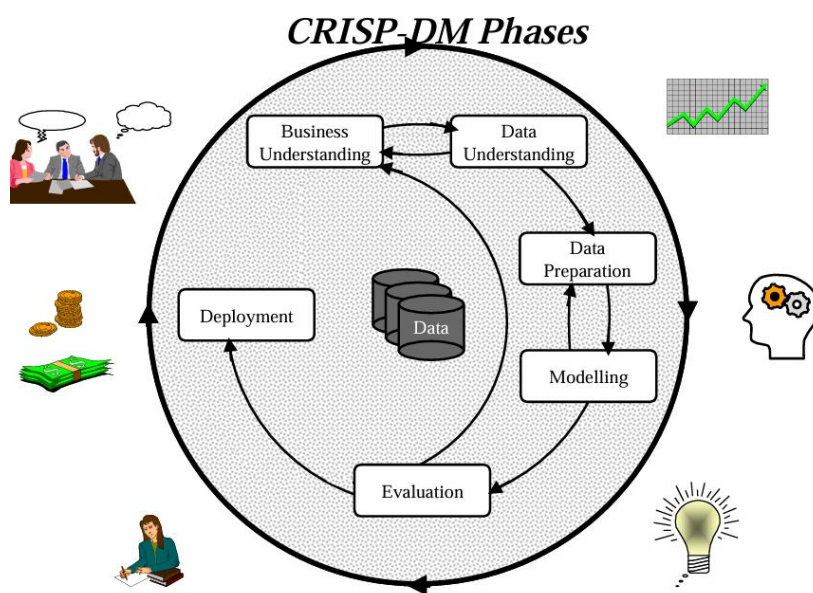 CRISP-DM Phases
Business
Understanding
Data
Understanding
Data
Preparation
Deployment
Data
Modelling
Evaluation